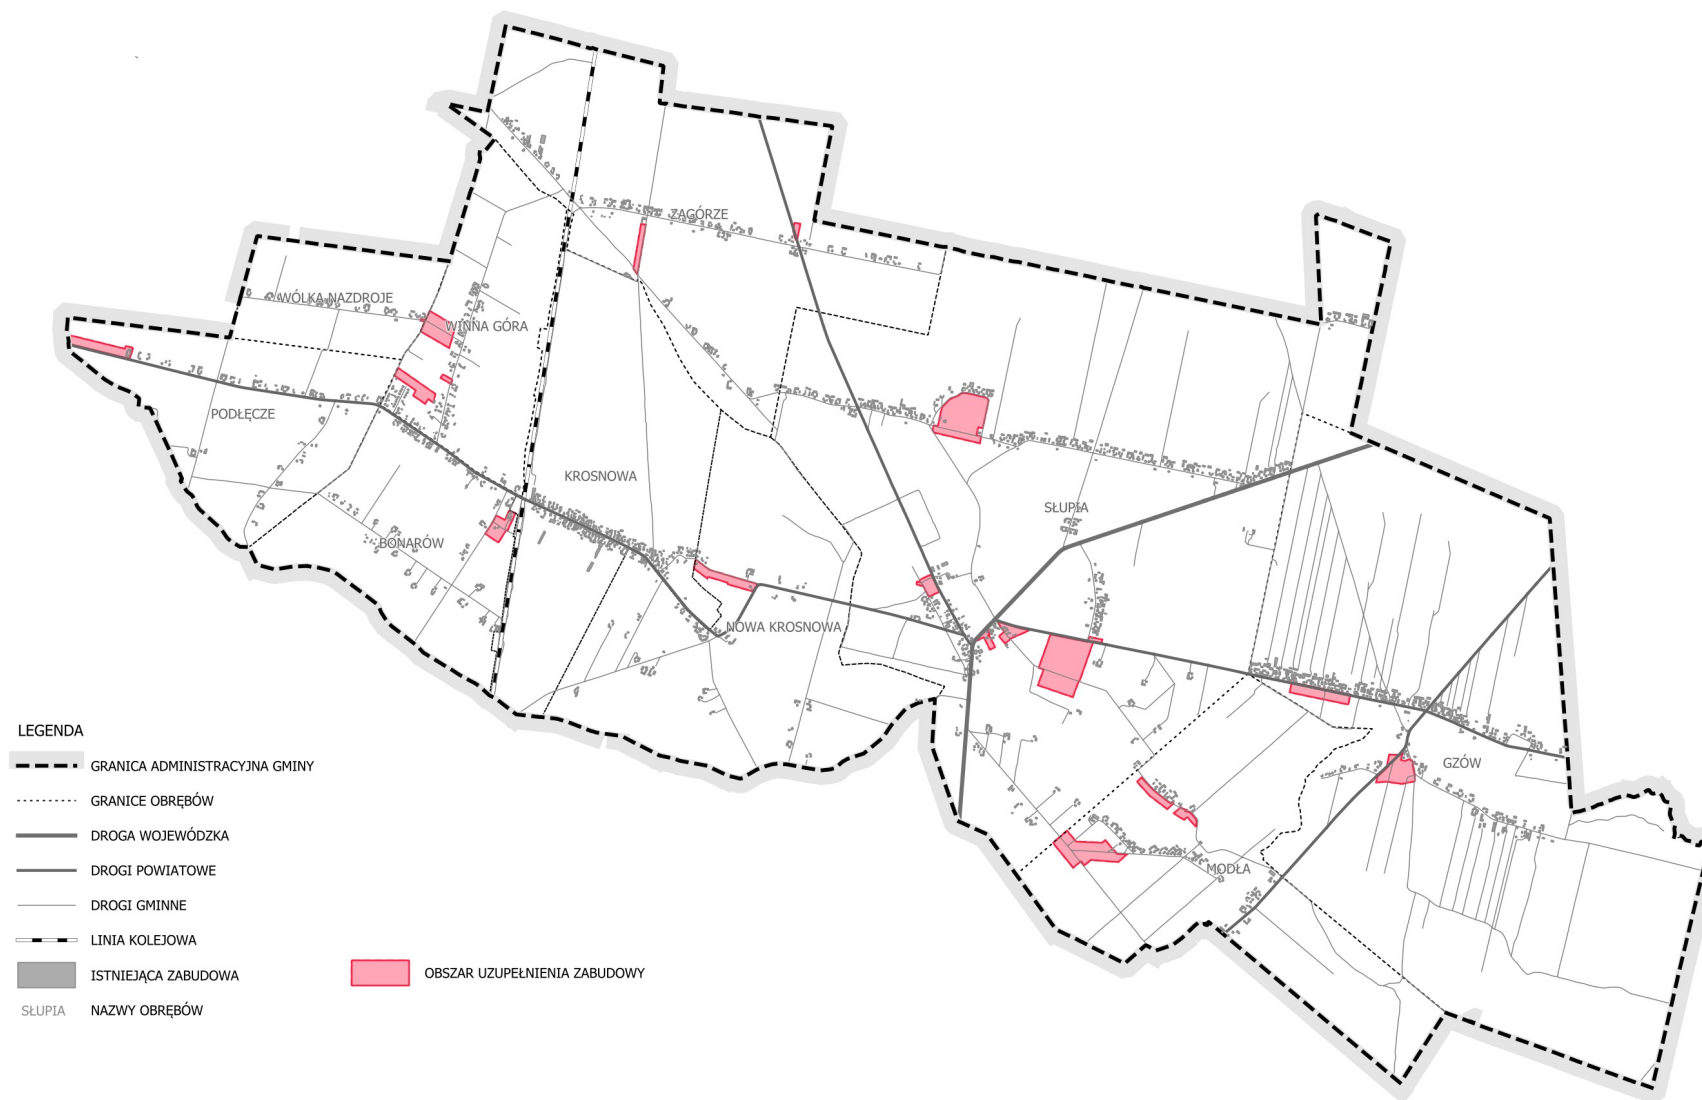 ZAGÓRZE
WÓLKA NAZDROJE
WINNA GÓRA
PODŁĘCZE
KROSNOWA
SŁUPIA
BONARÓW
NOWA KROSNOWA
GZÓW
MODŁA
LEGENDA
GRANICA ADMINISTRACYJNA GMINY
GRANICE OBRĘBÓW
DROGA WOJEWÓDZKA
DROGI POWIATOWE
DROGI GMINNE
LINIA KOLEJOWA
ISTNIEJĄCA ZABUDOWA
OBSZAR UZUPEŁNIENIA ZABUDOWY
SŁUPIA NAZWY OBRĘBÓW